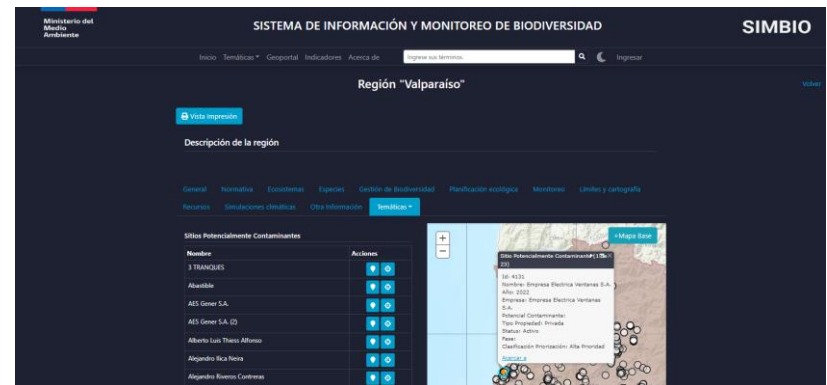 Ministerio del
Medio
Ambiente
SISTEMA DE INFORMACIÓN Y MONITOREO DE BIODIVERSIDAD
SIMBIO
Inicio Temáticas Geoportal Indicadores Acerca de Ingrese sus términos. Ingresar
Región "Valparaíso"
Volver
Vista Impresión
Descripción de la región
General Normativa Ecosistemas Especies Gestión de Biodiversidad Planificación ecológica Monitoreo Límites y cartografía
Recursos Simulaciones climáticas Otra Información Temáticas
Sitios Potencialmente Contaminantes
Nombre Acciones
3 TRANQUES
Abastible
AES Gener S.A.
AES Gener S.A. (2)
Alberto Luis Thiess Alfonso
Alejandro Rica Neira
Alejandro Riveros Contreras
+
−
+Mapa Base
Sitio Potencialmente Contaminante
Id: 4131
Nombre: Empresa Electrica Ventanas S.A.
Año: 2022
Empresa: Empresa Electrica Ventanas
S.A.
Potencial Contaminante:
Tipo Propiedad: Privada
Status: Activo
Fase:
Clasificación Priorización: Alta Prioridad
Acercar a